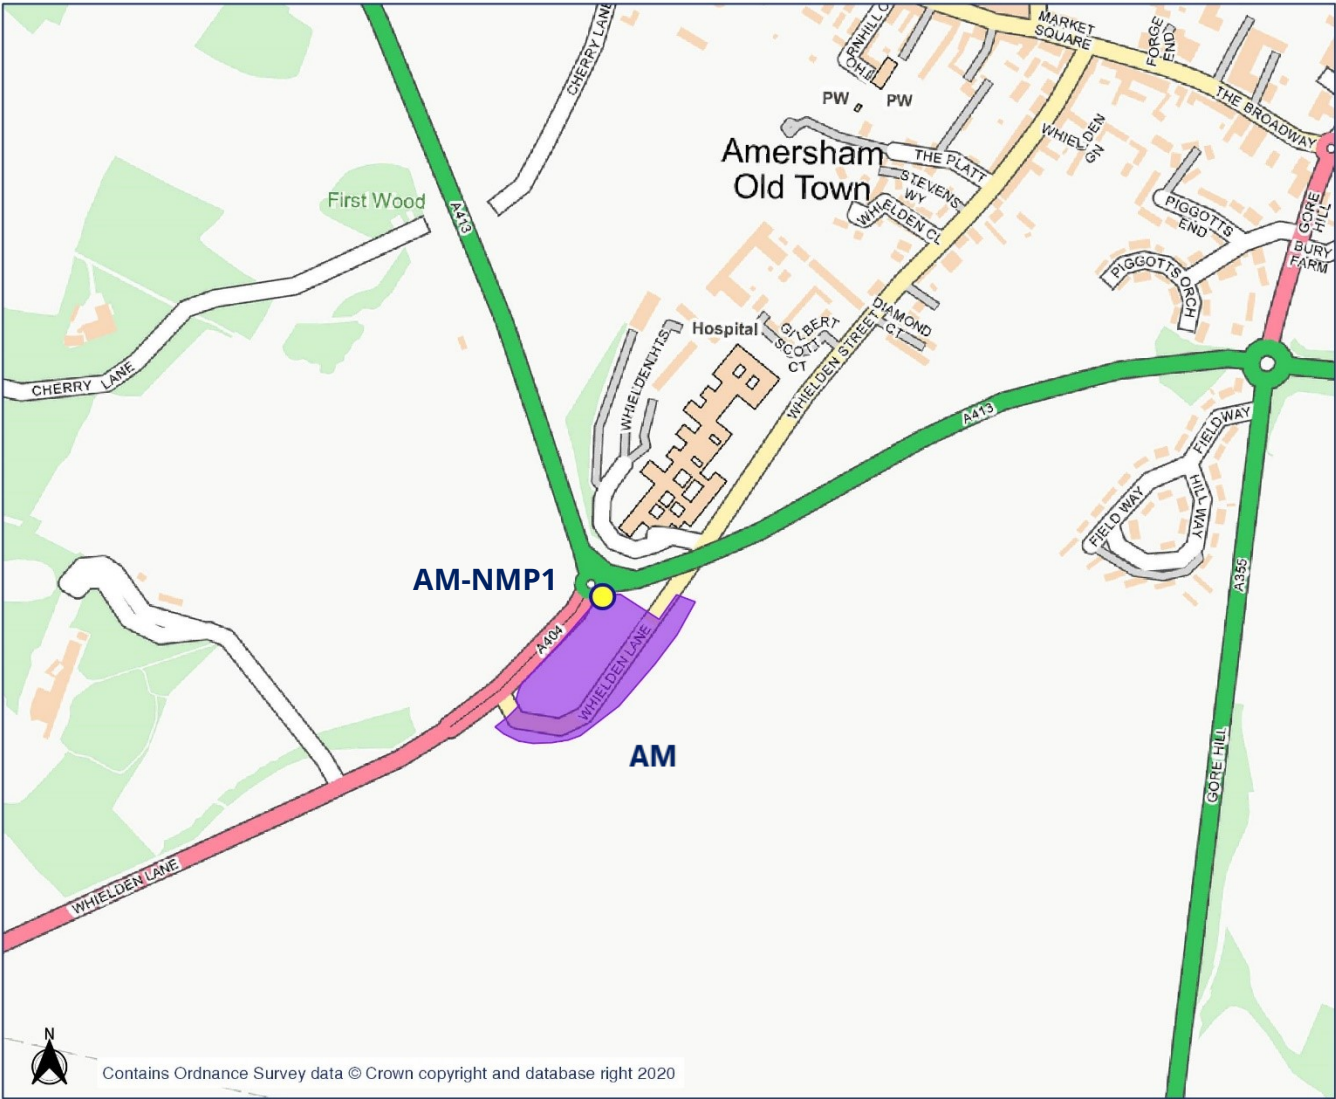 MARKET
SQUARE
FORGE
END
CHERRY LANE
PW
PW
THE BROADWAY
WHIELDEN
GN
Amersham
Old Town
THE PLATT
STEVENS
WY
WHIELDEN CL
First Wood
A413
PIGGOTTS
END
GORE
HILL
BURY
FARM
PIGGOTTS ORCH
Hospital
GILBERT
SCOTT
CT
DIAMOND
CT
WHIELDEN HTS
WHIELDEN STREET
CHERRY LANE
A413
FIELDWAY
HILL WAY
FIELD WAY
A355
AM-NMP1
A404
WHIELDEN LANE
AM
GORE HILL
WHIELDEN LANE
N
Contains Ordnance Survey data © Crown copyright and database right 2020